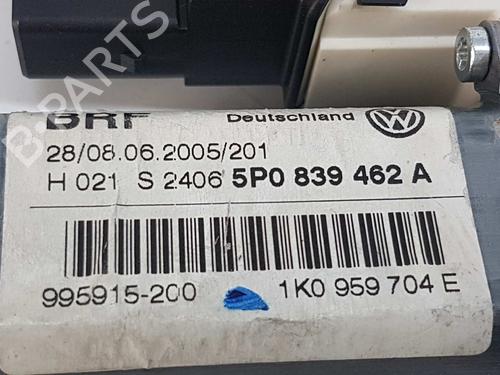 B-PARTS
BRF Deutschland
28/08.06.2005/201
H 021 S 2406 5P0 839 462 A
995915-200 1K0 959 704 E